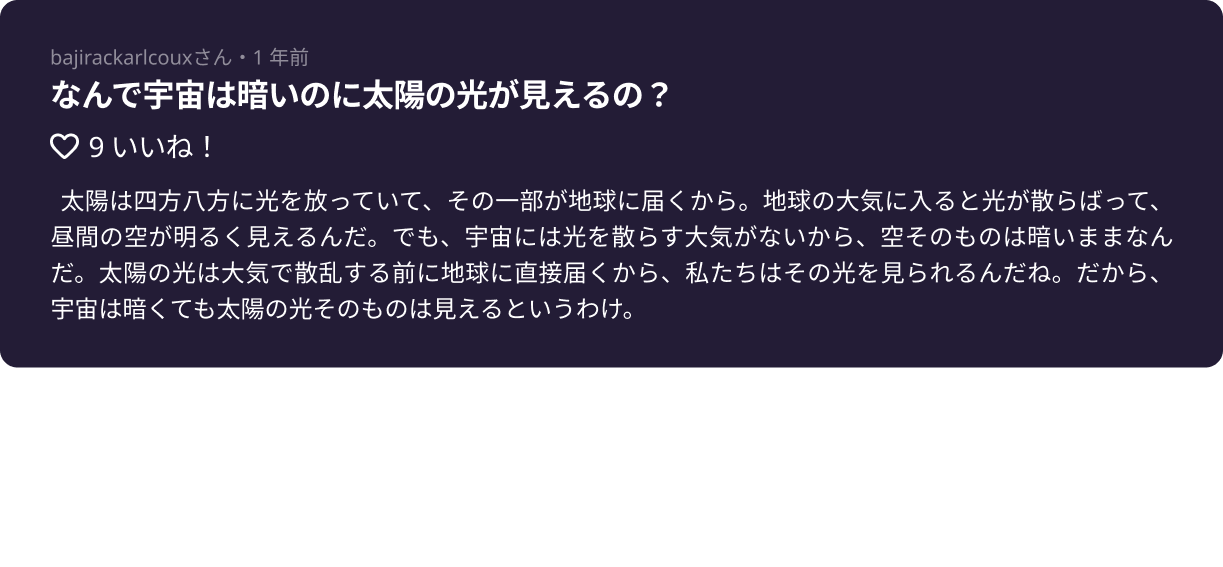 bajirackarlcouxさん・1 年前
なんで宇宙は暗いのに太陽の光が見えるの？
9 いいね！
太陽は四方八方に光を放っていて、その一部が地球に届くから。地球の大気に入ると光が散らばって、
昼間の空が明るく見えるんだ。でも、宇宙には光を散らす大気がないから、空そのものは暗いままなん
だ。太陽の光は大気で散乱する前に地球に直接届くから、私たちはその光を見られるんだね。だから、
宇宙は暗くても太陽の光そのものは見えるというわけ。